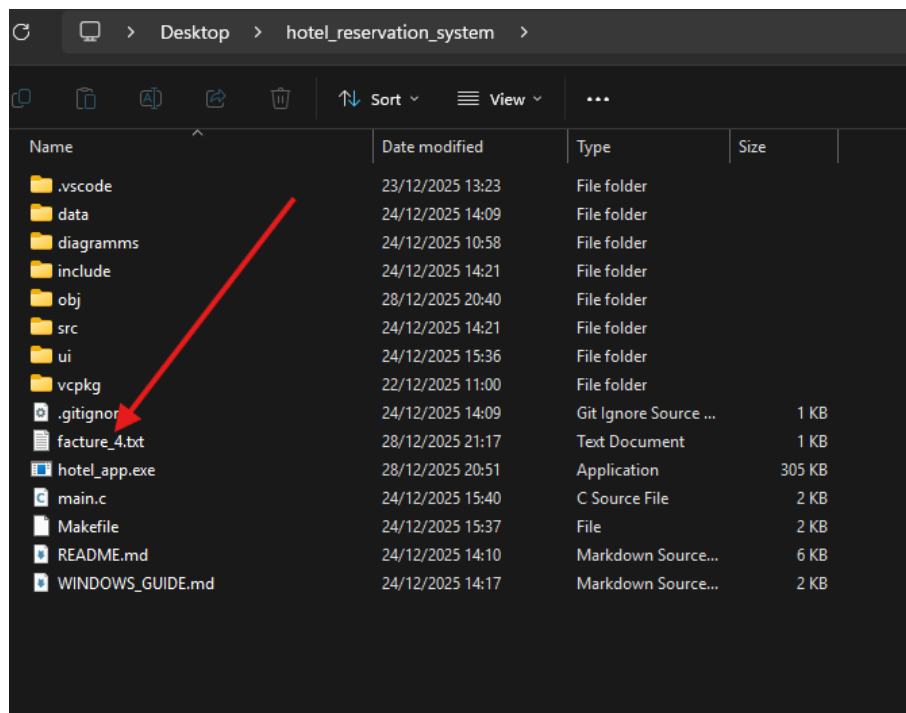 Desktop > hotel_reservation_system >
Sort View
Name Date modified Type Size
.vscode 23/12/2025 13:23 File folder
data 24/12/2025 14:09 File folder
diagramms 24/12/2025 10:58 File folder
include 24/12/2025 14:21 File folder
obj 28/12/2025 20:40 File folder
src 24/12/2025 14:21 File folder
ui 24/12/2025 15:36 File folder
vcpkg 22/12/2025 11:00 File folder
.gitignor 24/12/2025 14:09 Git Ignore Source ... 1 KB
facture_4.txt 28/12/2025 21:17 Text Document 1 KB
hotel_app.exe 28/12/2025 20:51 Application 305 KB
main.c 24/12/2025 15:40 C Source File 2 KB
Makefile 24/12/2025 15:37 File 2 KB
README.md 24/12/2025 14:10 Markdown Source... 6 KB
WINDOWS_GUIDE.md 24/12/2025 14:17 Markdown Source... 2 KB